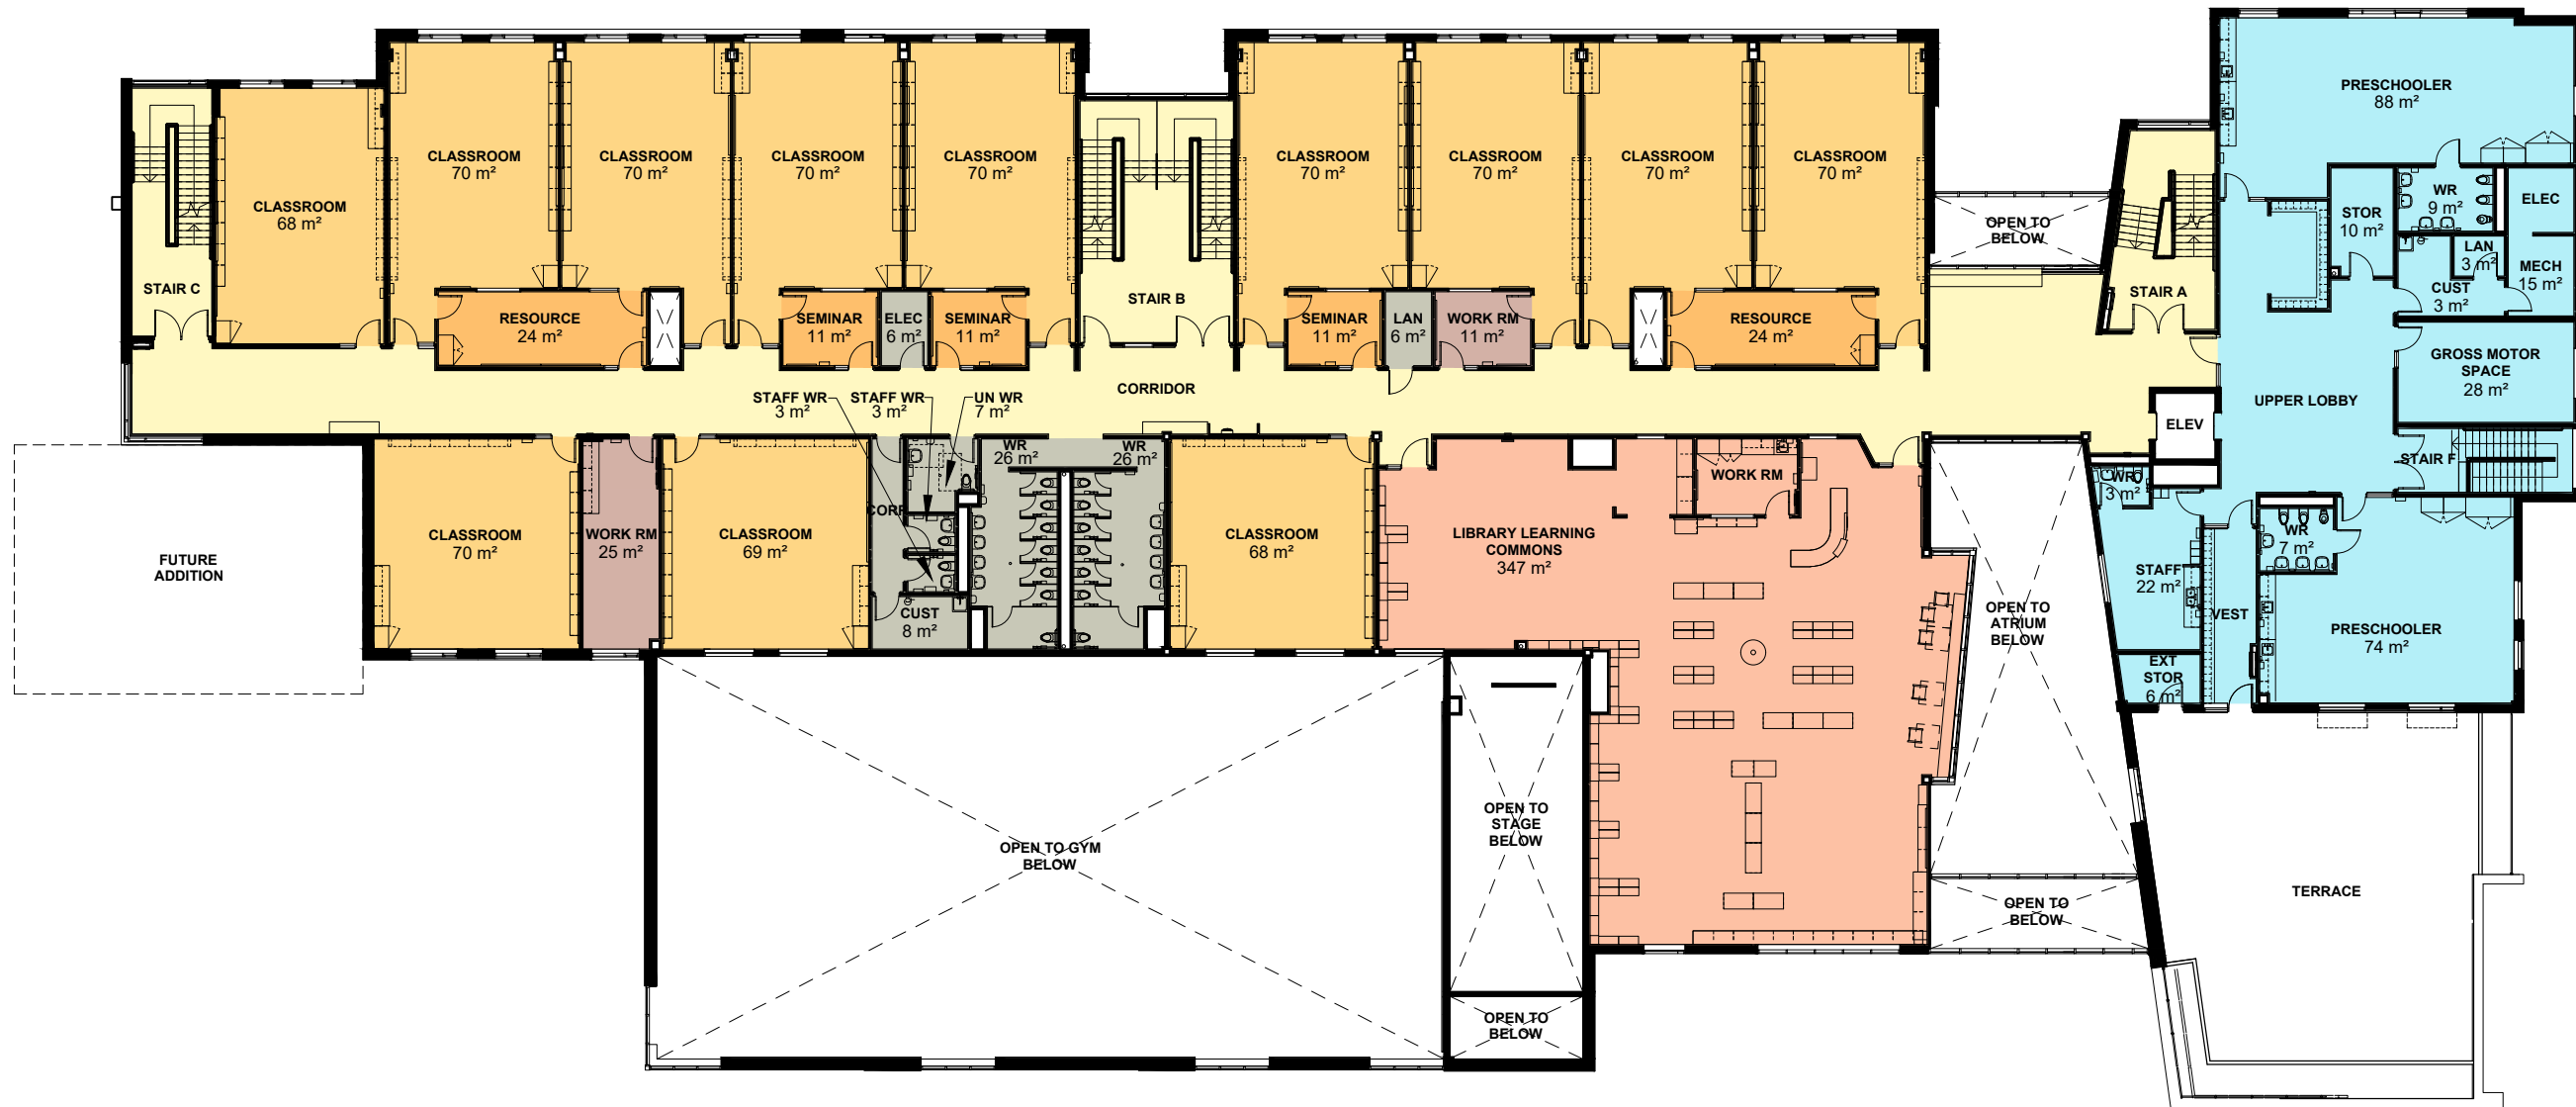 PRESCHOOLER
88 m²
CLASSROOM
70 m²
CLASSROOM
70 m²
CLASSROOM
70 m²
CLASSROOM
70 m²
CLASSROOM
70 m²
CLASSROOM
70 m²
CLASSROOM
70 m²
CLASSROOM
70 m²
CLASSROOM
68 m²
OPEN TO
BELOW
STOR
10 m²
WR
9 m²
ELEC
LAN
3 m²
MECH
15 m²
CUST
3 m²
STAIR C
STAIR B
STAIR A
RESOURCE
24 m²
SEMINAR
11 m²
ELEC
6 m²
SEMINAR
11 m²
SEMINAR
11 m²
LAN
6 m²
WORK RM
11 m²
RESOURCE
24 m²
GROSS MOTOR
SPACE
28 m²
CORRIDOR
STAFF WR
3 m²
STAFF WR
3 m²
UN WR
7 m²
UPPER LOBBY
ELEV
WR
26 m²
WR
26 m²
STAIR F
WORK RM
WR
3 m²
CORR
CLASSROOM
70 m²
WORK RM
25 m²
CLASSROOM
69 m²
CLASSROOM
68 m²
LIBRARY LEARNING
COMMONS
347 m²
WR
7 m²
FUTURE
ADDITION
STAFF
22 m²
CUST
8 m²
OPEN TO
ATRIUM
BELOW
VEST
PRESCHOOLER
74 m²
EXT
STOR
6 m²
OPEN TO
STAGE
BELOW
OPEN TO GYM
BELOW
OPEN TO
BELOW
TERRACE
OPEN TO
BELOW